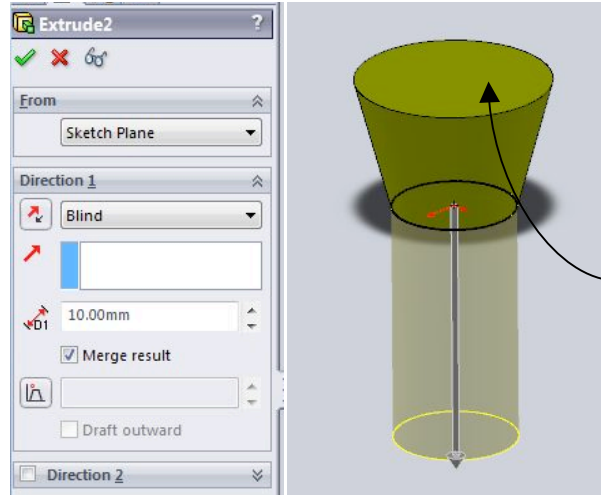 Extrude2 ?
From
Sketch Plane
Direction 1
Blind
D1 10.00mm
Merge result
Draft outward
Direction 2